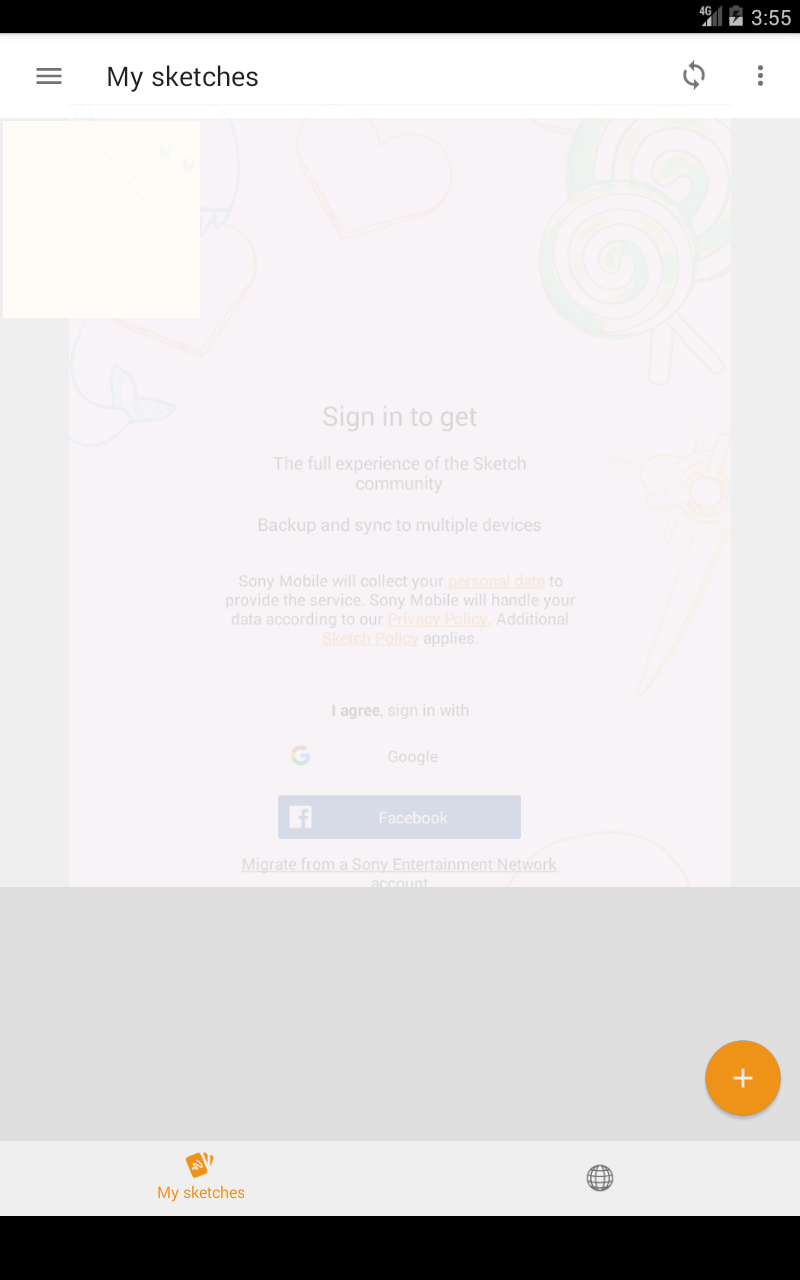 4G 3:55
My sketches
Sign in to get
The full experience of the Sketch
community
Backup and sync to multiple devices
Sony Mobile will collect your personal data to
provide the service. Sony Mobile will handle your
data according to our Privacy Policy. Additional
Sketch Policy applies.
I agree, sign in with
Google
Facebook
Migrate from a Sony Entertainment Network
account
My sketches